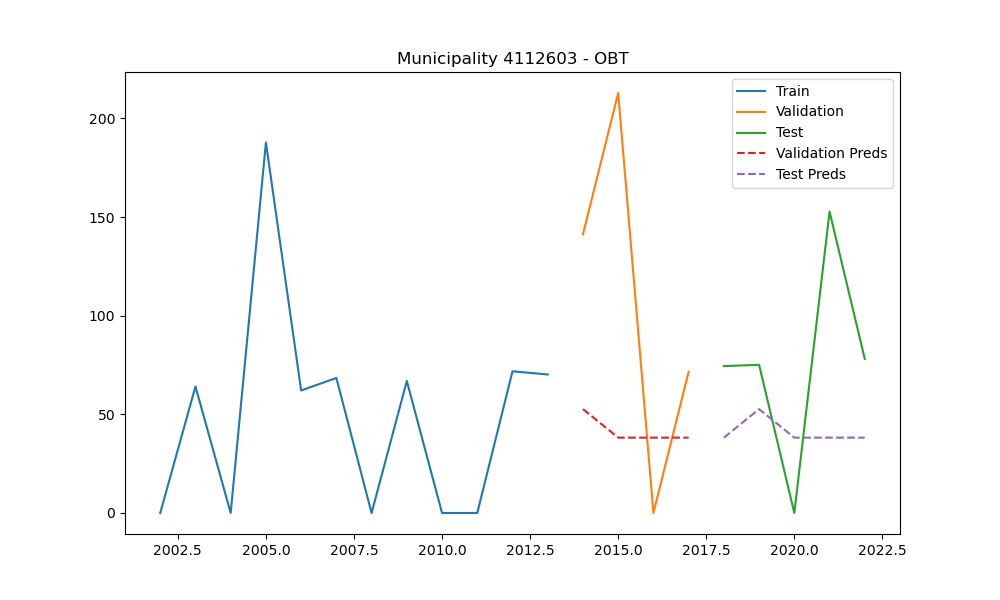 Municipality 4112603 - OBT
Train
Validation
Test
Validation Preds
Test Preds
200
150
100
50
0
2002.5 2005.0 2007.5 2010.0 2012.5 2015.0 2017.5 2020.0 2022.5